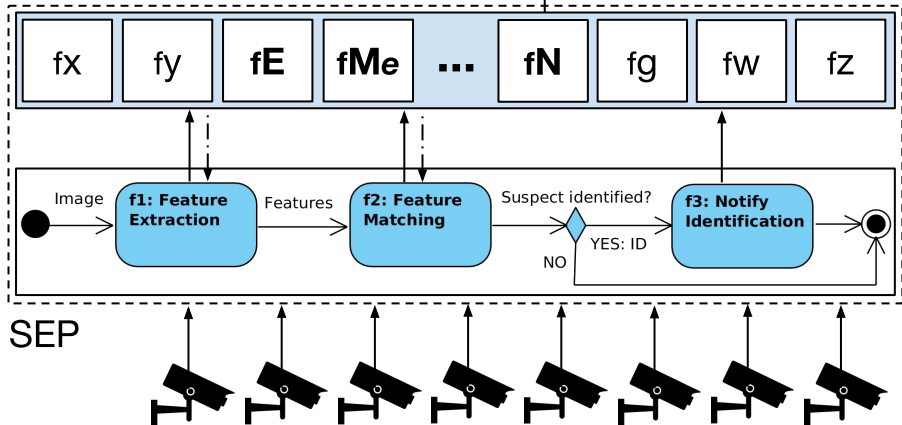 fx fy fE fMe ... fN fg fw fz
Image
f1: Feature
Extraction
Features
f2: Feature
Matching
Suspect identified?
YES: ID
NO
f3: Notify
Identification
SEP